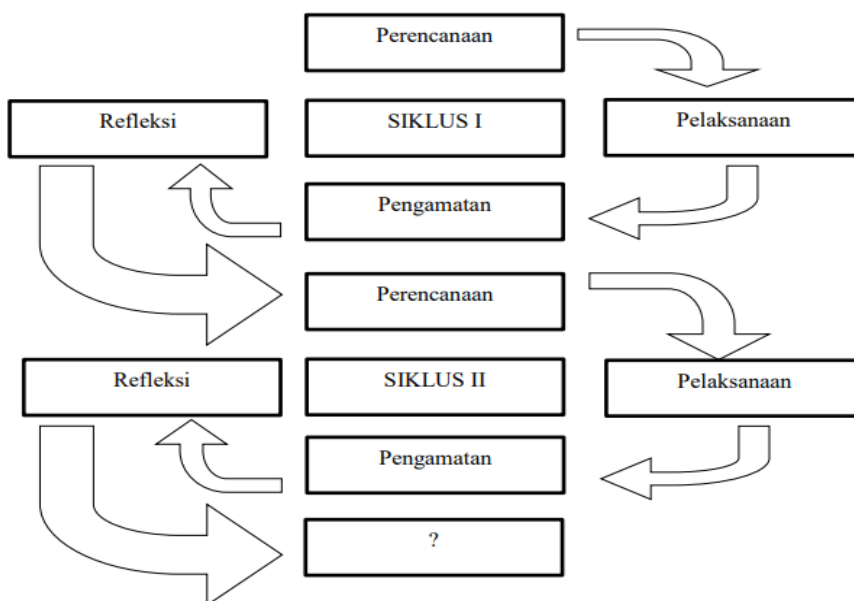 Perencanaan
Refleksi
SIKLUS I
Pelaksanaan
Pengamatan
Perencanaan
Refleksi
SIKLUS II
Pelaksanaan
Pengamatan
?